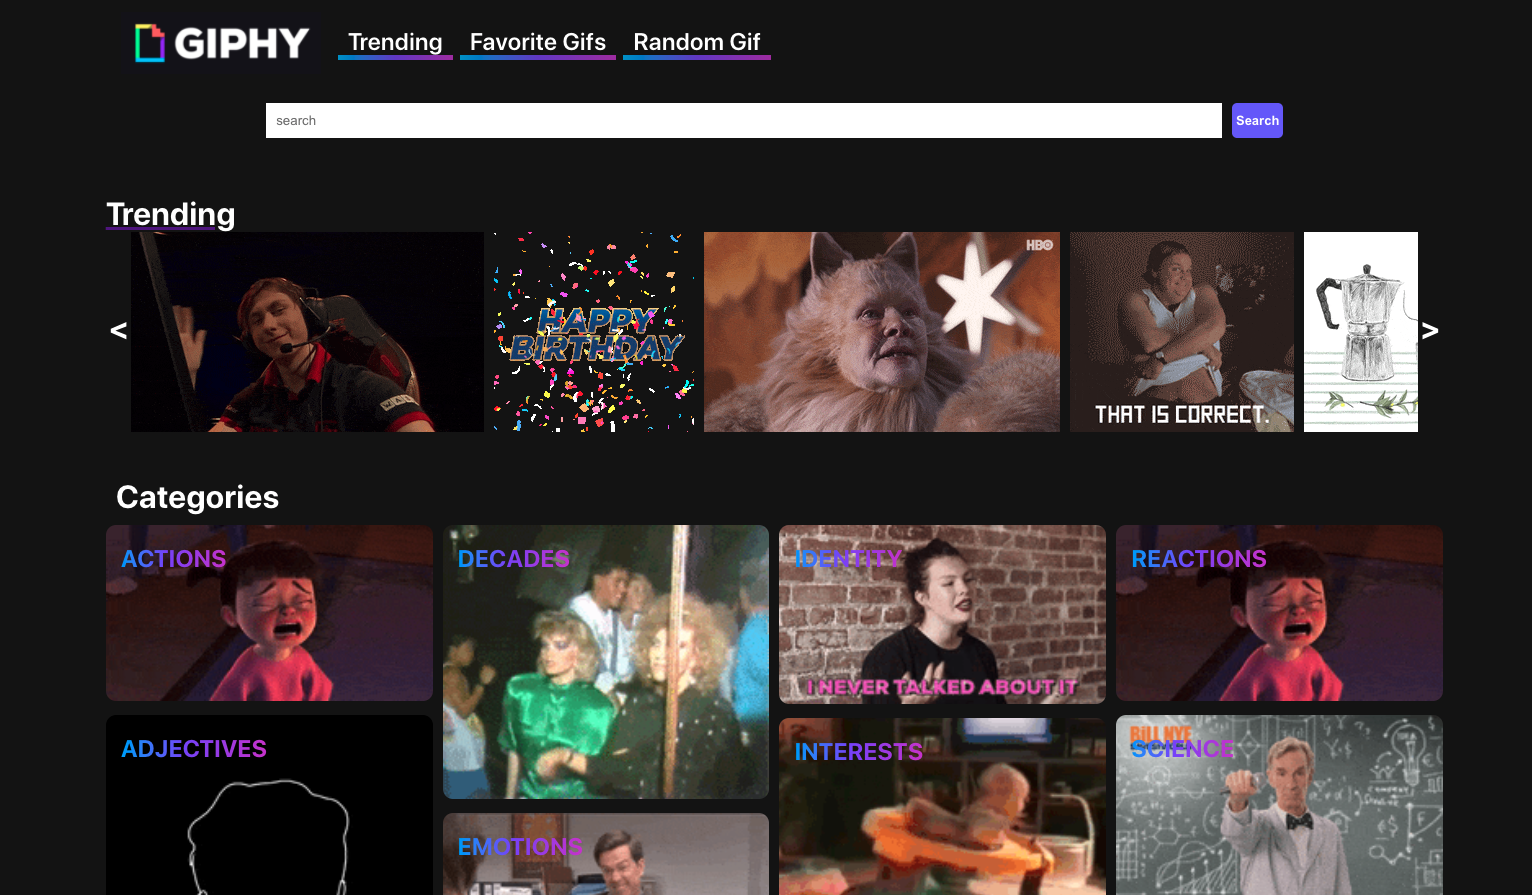 GIPHY
Trending
Favorite Gifs
Random Gif
search
Search
Trending
<
HAPPY
BIRTHDAY
HBO
THAT IS CORRECT.
>
Categories
ACTIONS
DECADES
IDENTITY
I NEVER TALKED ABOUT IT
REACTIONS
ADJECTIVES
EMOTIONS
INTERESTS
BILL NYE
SCIENCE